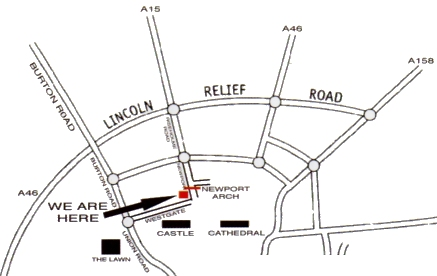 A15
A46
A158
BURTON ROAD
LINCOLN RELIEF ROAD
BURTON ROAD
NEWPORT
ARCH
A46
WE ARE
HERE
WESTGATE
CASTLE
CATHEDRAL
UNION ROAD
THE LAWN